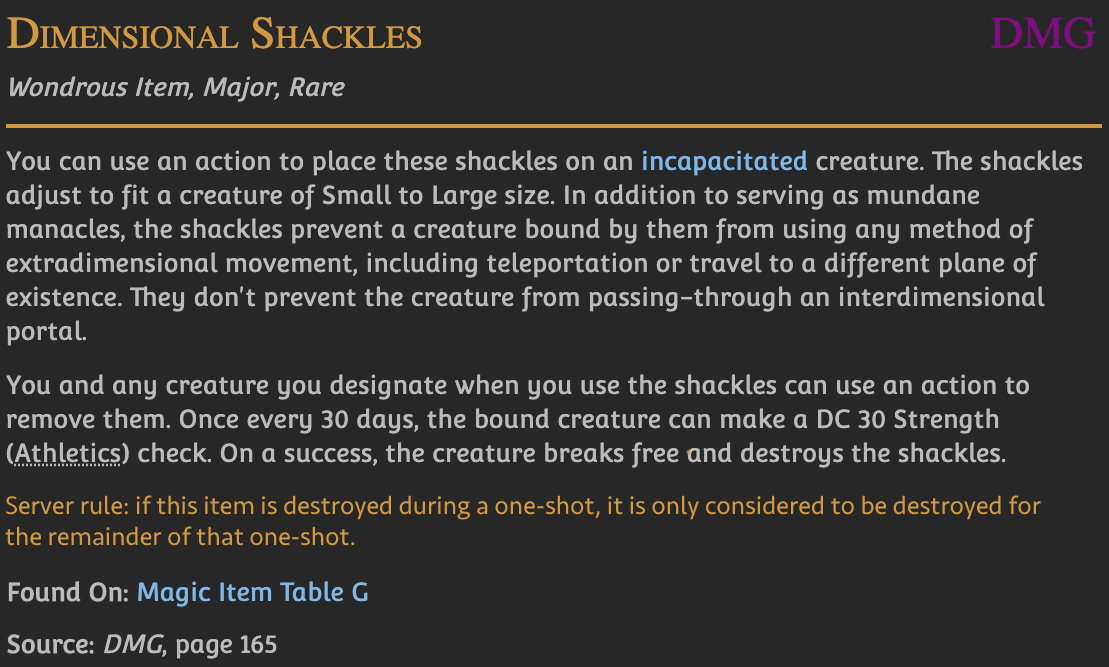 DIMENSIONAL SHACKLES
DMG
Wondrous Item, Major, Rare
You can use an action to place these shackles on an incapacitated creature. The shackles
adjust to fit a creature of Small to Large size. In addition to serving as mundane
manacles, the shackles prevent a creature bound by them from using any method of
extradimensional movement, including teleportation or travel to a different plane of
existence. They don't prevent the creature from passing-through an interdimensional
portal.
You and any creature you designate when you use the shackles can use an action to
remove them. Once every 30 days, the bound creature can make a DC 30 Strength
(Athletics) check. On a success, the creature breaks free and destroys the shackles.
Server rule: if this item is destroyed during a one-shot, it is only considered to be destroyed for
the remainder of that one-shot.
Found On: Magic Item Table G
Source: DMG, page 165